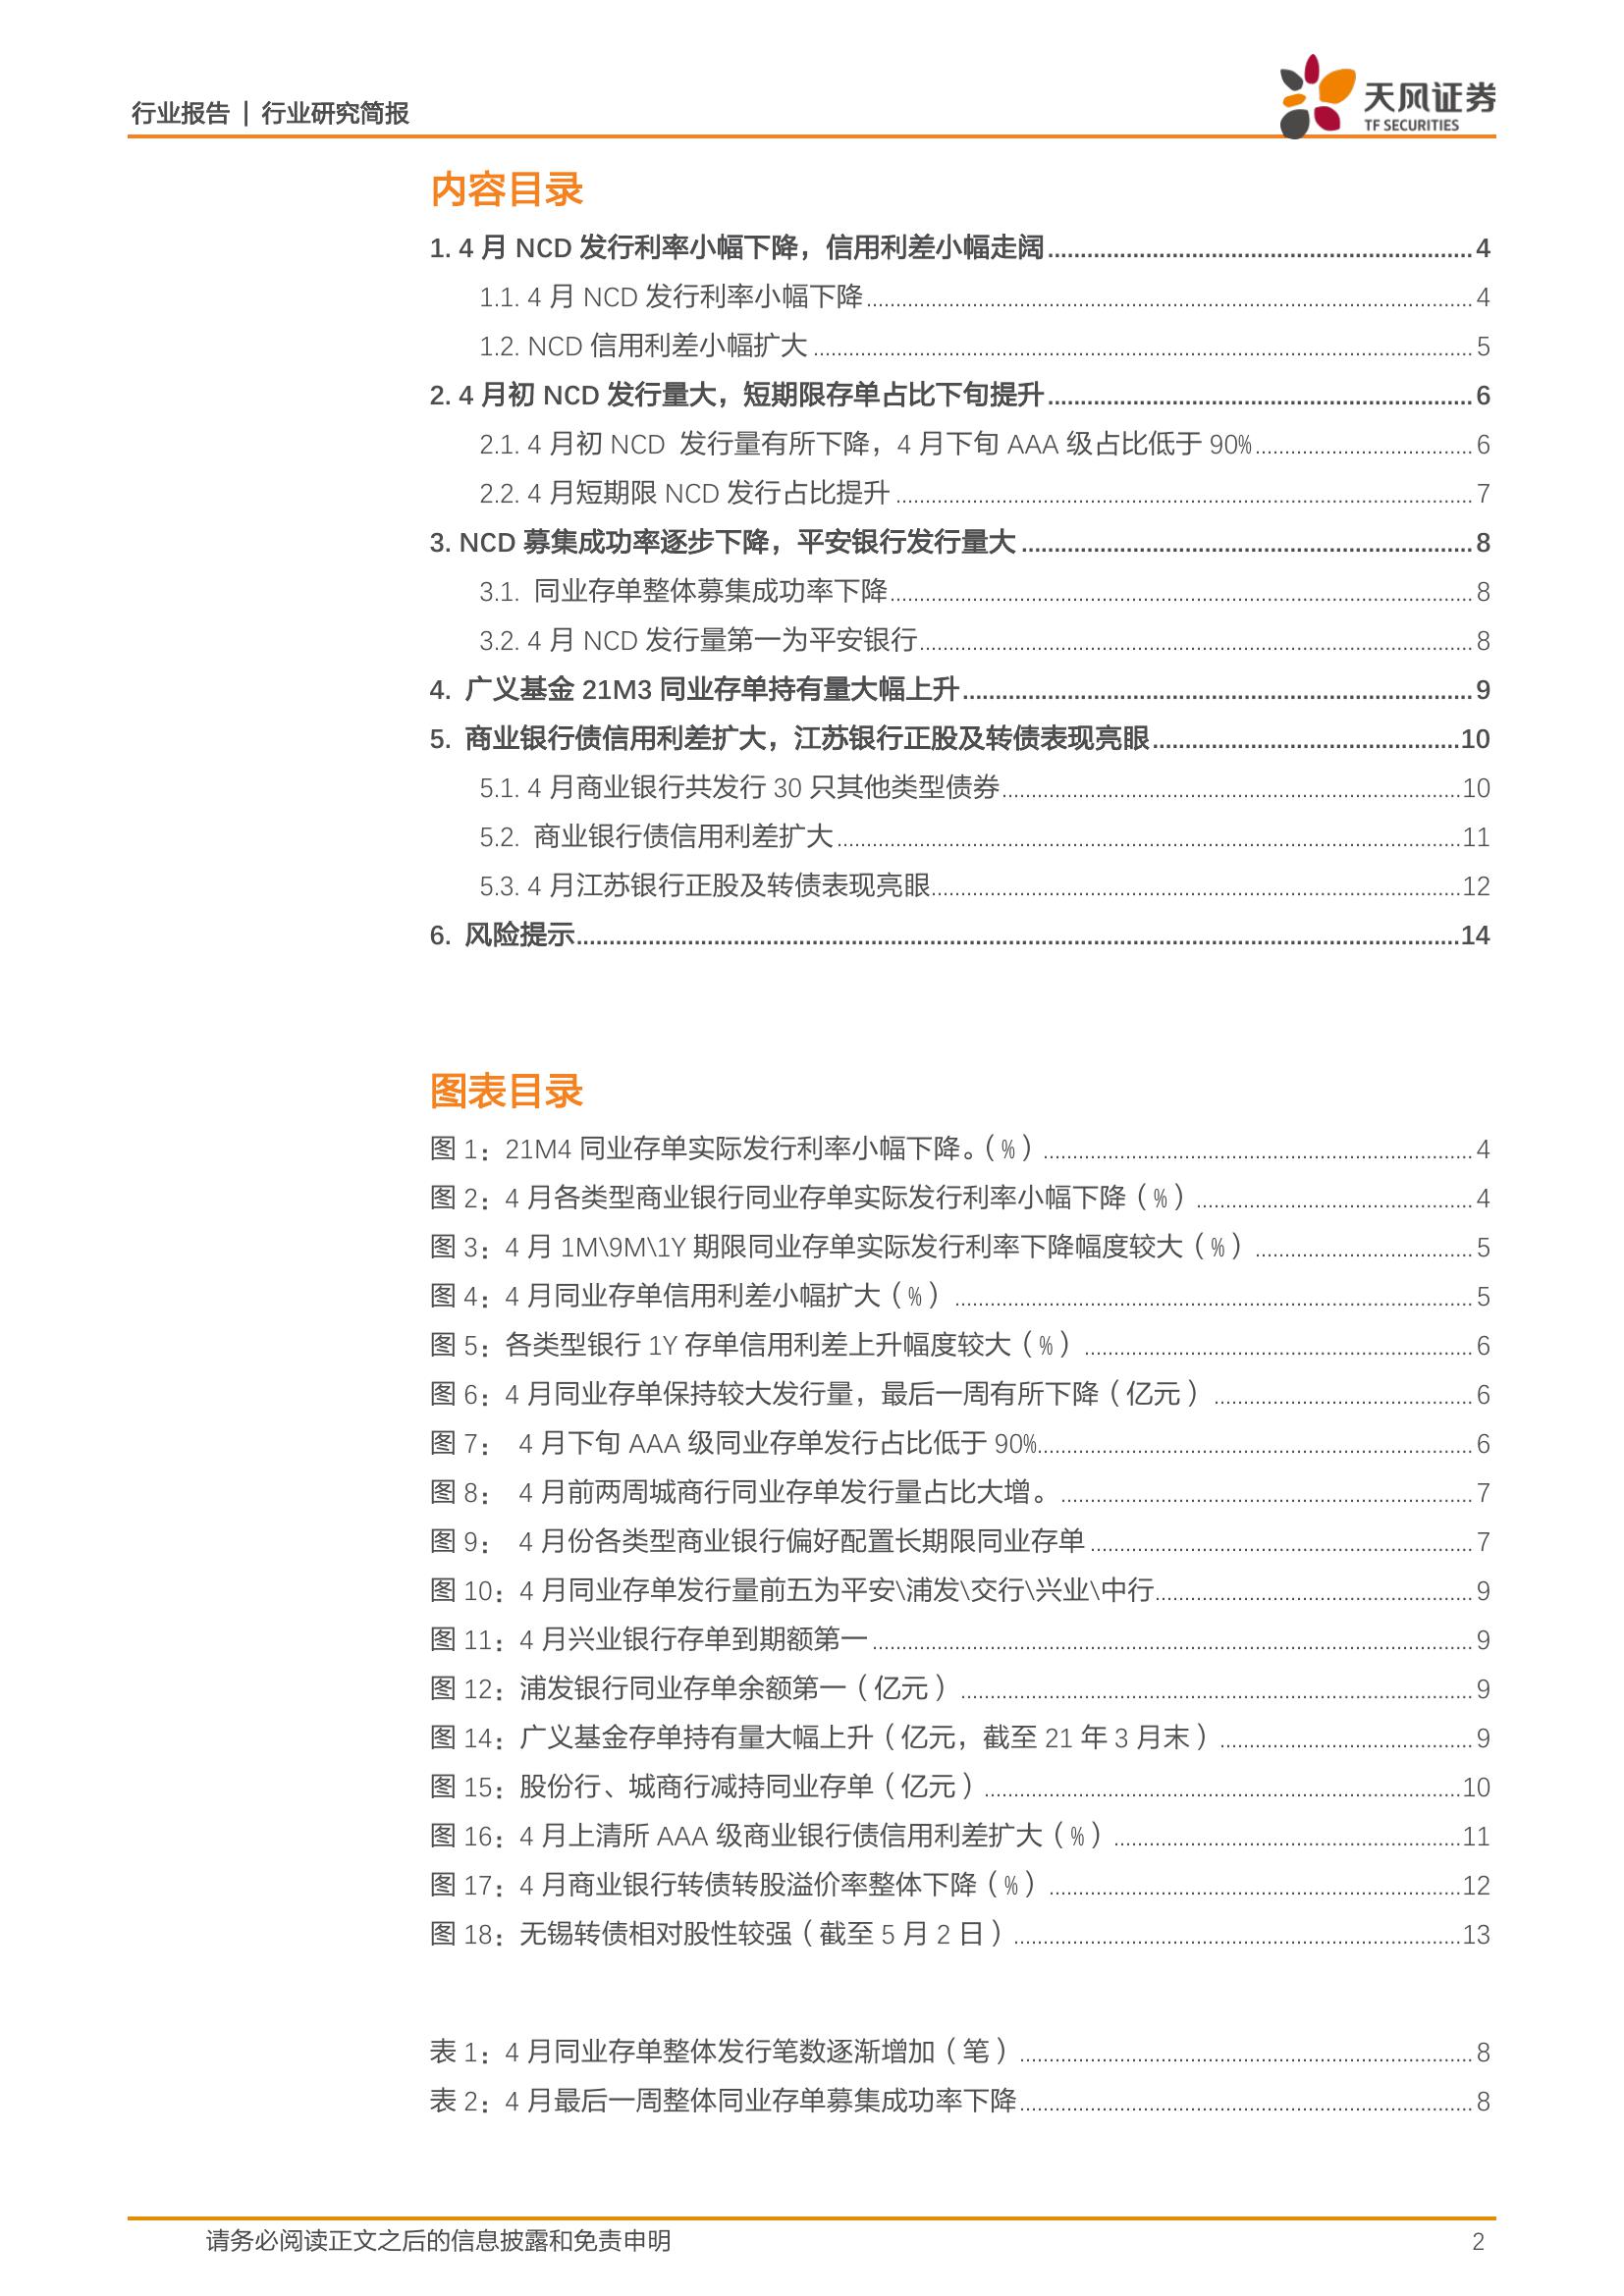 行业报告 | 行业研究简报
天风证券
TF SECURITIES
内容目录
1. 4 月 NCD 发行利率小幅下降，信用利差小幅走阔 4
1.1. 4 月 NCD 发行利率小幅下降 4
1.2. NCD 信用利差小幅扩大 5
2. 4 月初 NCD 发行量大，短期限存单占比下旬提升 6
2.1. 4 月初 NCD 发行量有所下降，4 月下旬 AAA 级占比低于 90% 6
2.2. 4 月短期限 NCD 发行占比提升 7
3. NCD 募集成功率逐步下降，平安银行发行量大 8
3.1. 同业存单整体募集成功率下降 8
3.2. 4 月 NCD 发行量第一为平安银行 8
4. 广义基金 21M3 同业存单持有量大幅上升 9
5. 商业银行债信用利差扩大，江苏银行正股及转债表现亮眼 10
5.1. 4 月商业银行共发行 30 只其他类型债券 10
5.2. 商业银行债信用利差扩大 11
5.3. 4 月江苏银行正股及转债表现亮眼 12
6. 风险提示 14
图表目录
图 1：21M4 同业存单实际发行利率小幅下降。（%） 4
图 2：4 月各类型商业银行同业存单实际发行利率小幅下降（%） 4
图 3：4 月 1M\9M\1Y 期限同业存单实际发行利率下降幅度较大（%） 5
图 4：4 月同业存单信用利差小幅扩大（%） 5
图 5：各类型银行 1Y 存单信用利差上升幅度较大（%） 6
图 6：4 月同业存单保持较大发行量，最后一周有所下降（亿元） 6
图 7： 4 月下旬 AAA 级同业存单发行占比低于 90% 6
图 8： 4 月前两周城商行同业存单发行量占比大增。 7
图 9： 4 月份各类型商业银行偏好配置长期限同业存单 7
图 10：4 月同业存单发行量前五为平安\浦发\交行\兴业\中行 9
图 11：4 月兴业银行存单到期额第一 9
图 12：浦发银行同业存单余额第一（亿元） 9
图 14：广义基金存单持有量大幅上升（亿元，截至 21 年 3 月末） 9
图 15：股份行、城商行减持同业存单（亿元） 10
图 16：4 月上清所 AAA 级商业银行债信用利差扩大（%） 11
图 17：4 月商业银行转债转股溢价率整体下降（%） 12
图 18：无锡转债相对股性较强（截至 5 月 2 日） 13
表 1：4 月同业存单整体发行笔数逐渐增加（笔） 8
表 2：4 月最后一周整体同业存单募集成功率下降 8
请务必阅读正文之后的信息披露和免责申明 2